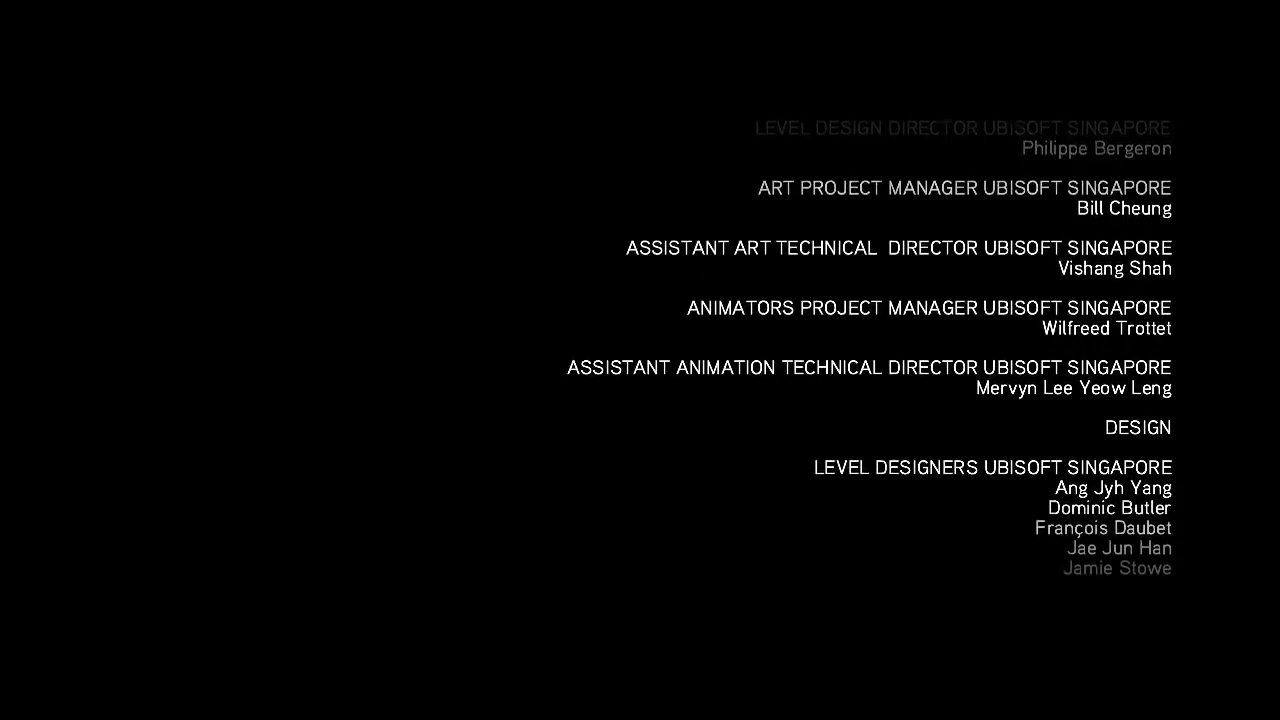 LEVEL DESIGN DIRECTOR UBISOFT SINGAPORE
Philippe Bergeron
ART PROJECT MANAGER UBISOFT SINGAPORE
Bill Cheung
ASSISTANT ART TECHNICAL  DIRECTOR UBISOFT SINGAPORE
Vishang Shah
ANIMATORS PROJECT MANAGER UBISOFT SINGAPORE
Wilfreed Trottet
ASSISTANT ANIMATION TECHNICAL DIRECTOR UBISOFT SINGAPORE
Mervyn Lee Yeow Leng
DESIGN
LEVEL DESIGNERS UBISOFT SINGAPORE
Ang Jyh Yang
Dominic Butler
François Daubet
Jae Jun Han
Jamie Stowe